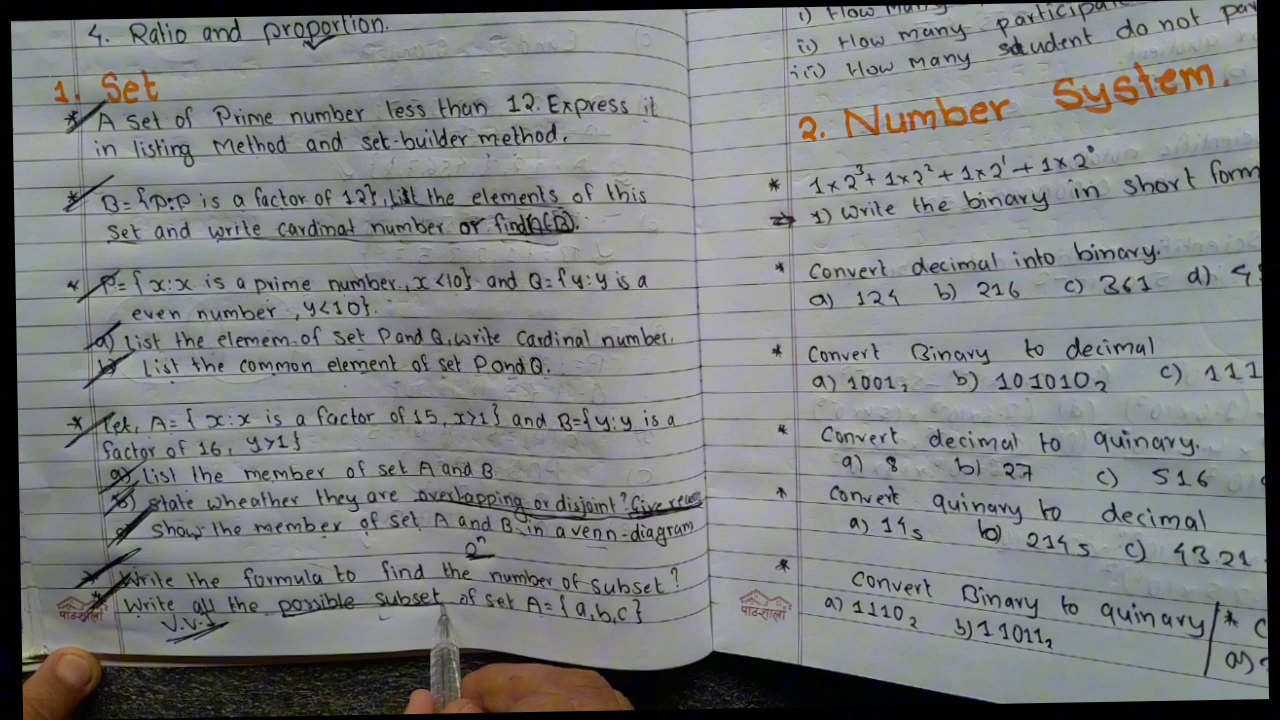 4. Ratio and proportion.
1. Set
* A set of Prime number less than 12. Express it
in listing Method and set-builder method.
* B = {P:P is a factor of 12}, List the elements of this
set and write cardinal number or find n(B).
* P = {x:x is a prime number, x<10} and Q = {y:y is a
even number, y<10}.
a) List the elemem. of set P and Q, write cardinal number.
b) List the common element of set P and Q.
* Let, A = { x:x is a factor of 15, x>1} and B = {y:y is a
factor of 16, y>1}
a) List the member of set A and B
b) State wheather they are overlapping or disjoint? Give
c) Show the member of set A and B in a venn-diagram
2ⁿ
* Write the formula to find the number of subset?
* Write all the possible subset of set A = {a,b,c}
V.V.I
पाठशाला
i) How many
ii) How many participa
iii) How many student do not par
2. Number System.
* 1×2³ + 1×2² + 1×2¹ + 1×2⁰
1) Write the binary in short form
* Convert decimal into binary.
a) 124 b) 216 c) 361 d)
* Convert Binary to decimal
a) 1001₂ b) 101010₂ c) 111
* Convert decimal to quinary.
a) 8 b) 27 c) 516
* Convert quinary to decimal
a) 14₅ b) 214₅ c) 4321
* Convert Binary to quinary
a) 1110₂ b) 11011₂
* C
a)
पाठशाला